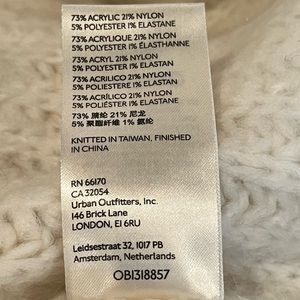 73% ACRYLIC 21% NYLON
5% POLYESTER 1% ELASTANE
73% ACRYLIQUE 21% NYLON
5% POLYESTER 1% ÉLASTHANNE
73% ACRYL 21% NYLON
5% POLYESTER 1% ELASTAN
73% ACRILICO 21% NYLON
5% POLIESTERE 1% ELASTAN
73% ACRÍLICO 21% NYLON
5% POLIÉSTER 1% ELASTANO
73% 腈纶 21% 尼龙
5% 聚酯纤维 1% 氨纶
KNITTED IN TAIWAN, FINISHED
IN CHINA
RN 66170
CA 32054
Urban Outfitters, Inc.
146 Brick Lane
LONDON, E1 6RU
Leidsestraat 32, 1017 PB
Amsterdam, Netherlands
OB1318857